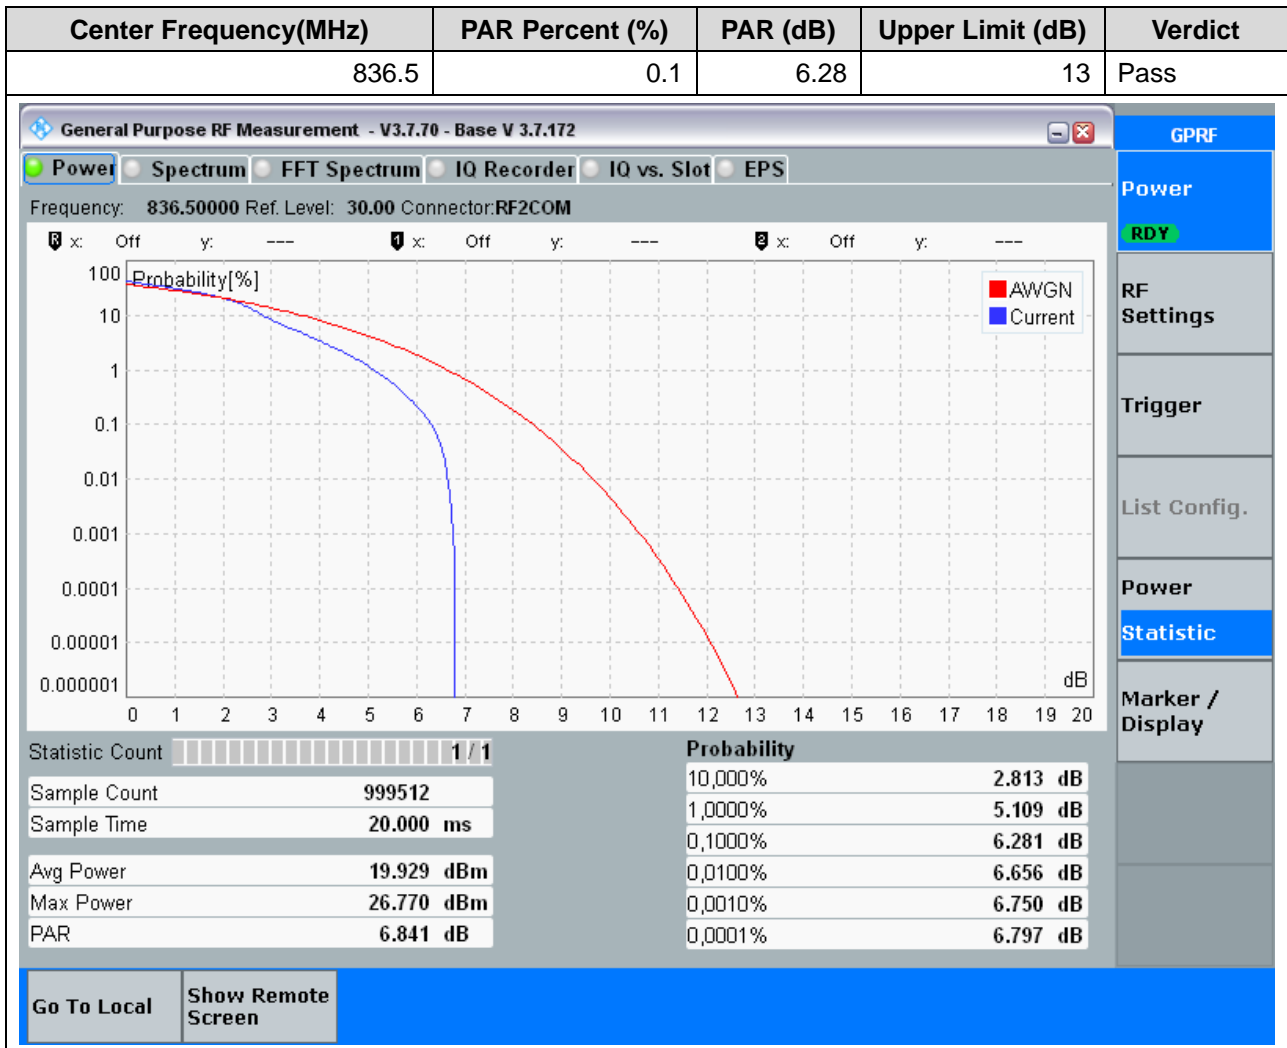 Center Frequency(MHz) PAR Percent (%) PAR (dB) Upper Limit (dB) Verdict
836.5 0.1 6.28 13 Pass
General Purpose RF Measurement - V3.7.70 - Base V 3.7.172
GPRF
Power Spectrum FFT Spectrum IQ Recorder IQ vs. Slot EPS
Power
RDY
Frequency: 836.50000 Ref. Level: 30.00 Connector:RF2COM
R x: Off y: --- 1 x: Off y: --- 2 x: Off y: ---
Probability[%]
AWGN
Current
100
10
1
0.1
0.01
0.001
0.0001
0.00001
0.000001
dB
0 1 2 3 4 5 6 7 8 9 10 11 12 13 14 15 16 17 18 19 20
RF
Settings
Trigger
List Config.
Power
Statistic
Marker /
Display
Statistic Count 1 / 1
Sample Count 999512
Sample Time 20.000 ms
Avg Power 19.929 dBm
Max Power 26.770 dBm
PAR 6.841 dB
Probability
10,000% 2.813 dB
1,0000% 5.109 dB
0,1000% 6.281 dB
0,0100% 6.656 dB
0,0010% 6.750 dB
0,0001% 6.797 dB
Go To Local
Show Remote
Screen